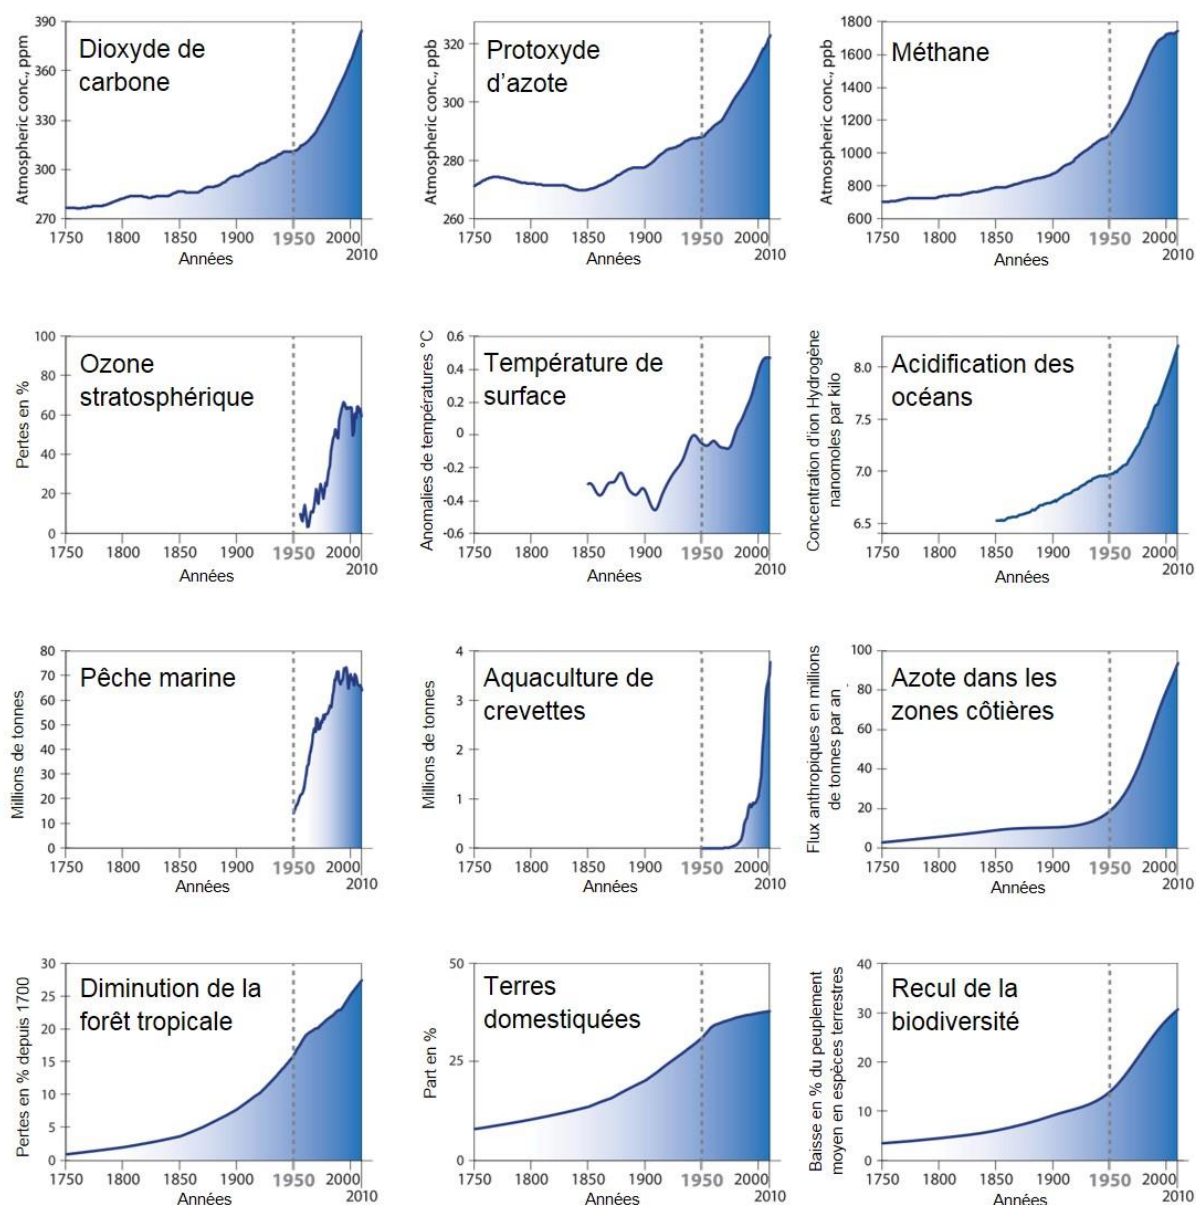 Dioxyde de
carbone
Atmospheric conc., ppm
390
360
330
300
270
1750 1800 1850 1900 1950 2000
2010
Années
Protoxyde
d'azote
Atmospheric conc., ppb
320
300
280
260
1750 1800 1850 1900 1950 2000
2010
Années
Méthane
Atmospheric conc., ppb
1800
1600
1400
1200
1000
800
600
1750 1800 1850 1900 1950 2000
2010
Années
Ozone
stratosphérique
Pertes en %
100
80
60
40
20
0
1750 1800 1850 1900 1950 2000
2010
Années
Température de
surface
Anomalies de températures °C
0.6
0.4
0.2
0
-0.2
-0.4
-0.6
1750 1800 1850 1900 1950 2000
2010
Années
Acidification des
océans
Concentration d'ion Hydrogène
nanomoles par kilo
8.0
7.5
7.0
6.5
1750 1800 1850 1900 1950 2000
2010
Années
Pêche marine
Millions de tonnes
80
70
60
50
40
30
20
10
0
1750 1800 1850 1900 1950 2000
2010
Années
Aquaculture de
crevettes
Millions de tonnes
4
3
2
1
0
1750 1800 1850 1900 1950 2000
2010
Années
Azote dans les
zones côtières
Flux anthropiques en millions
de tonnes par an
100
80
60
40
20
0
1750 1800 1850 1900 1950 2000
2010
Années
Diminution de la
forêt tropicale
Pertes en % depuis 1700
30
25
20
15
10
5
0
1750 1800 1850 1900 1950 2000
2010
Années
Terres
domestiquées
Part en %
50
25
0
1750 1800 1850 1900 1950 2000
2010
Années
Recul de la
biodiversité
Baisse en % du peuplement
moyen en espèces terrestres
40
30
20
10
0
1750 1800 1850 1900 1950 2000
2010
Années